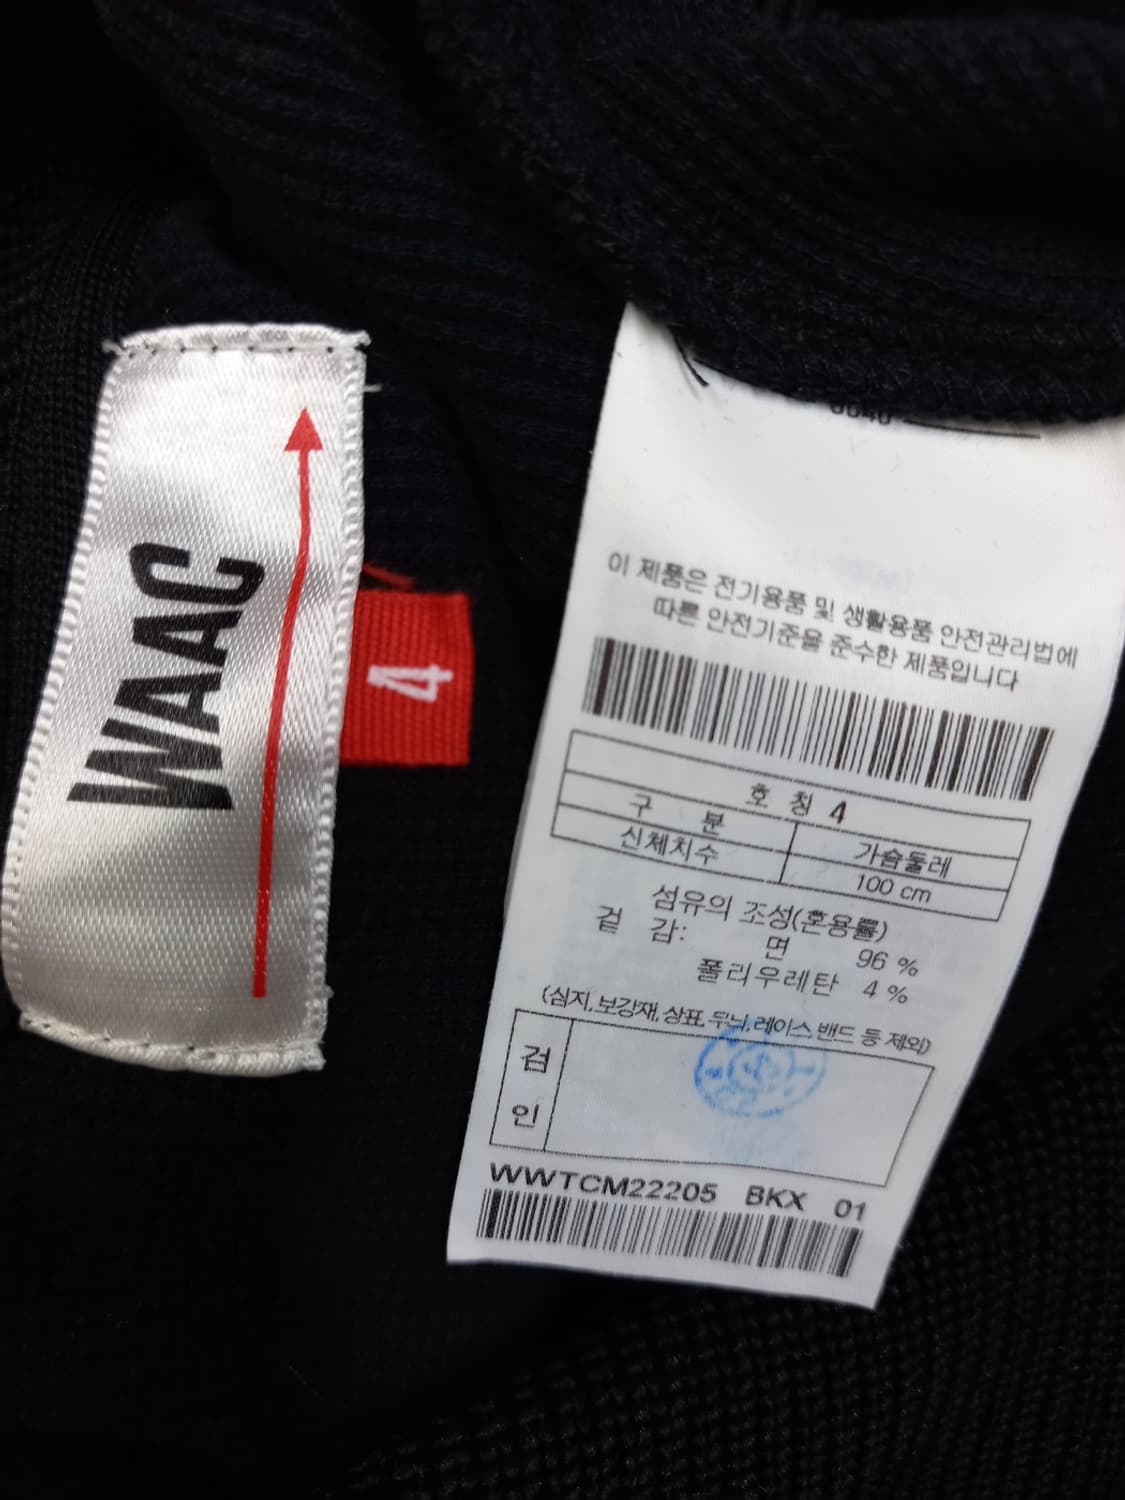 WAAC
4
이 제품은 전기용품 및 생활용품 안전관리법에
따른 안전기준을 준수한 제품입니다
호 칭 4
구 분 가슴둘레
신체치수 100 cm
섬유의 조성(혼용률)
겉 감: 면 96 %
폴리우레탄 4 %
(심지,보강재,상표,무늬,레이스 밴드 등 제외)
검
인
WWTCM22205 BKX 01